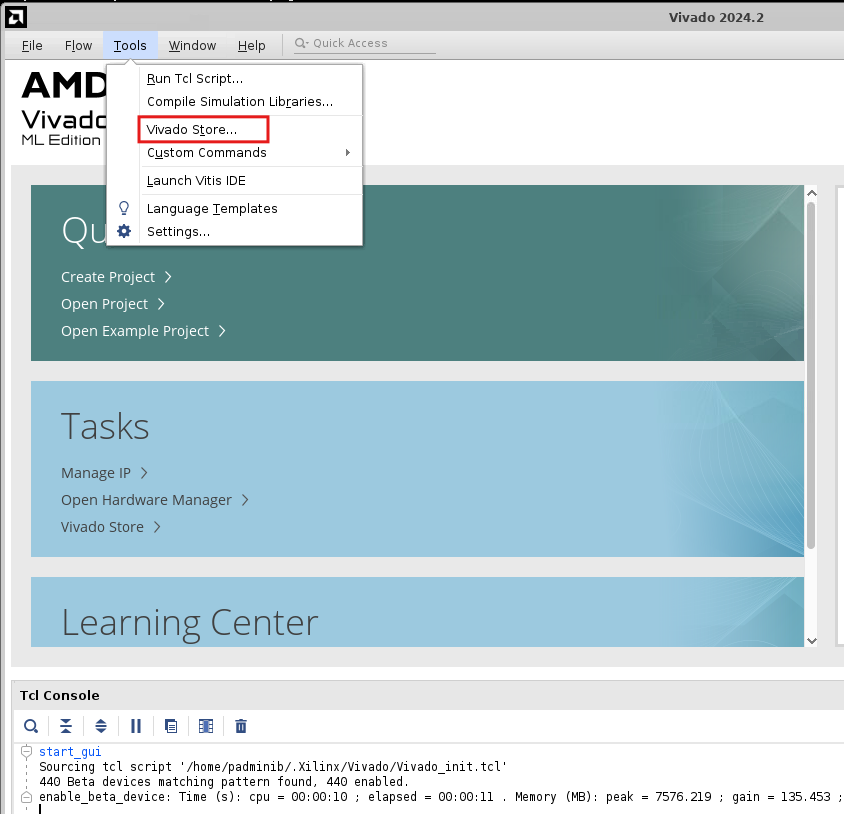 Vivado 2024.2
File Flow Tools Window Help Quick Access
AMD
Vivado
ML Edition
Run Tcl Script...
Compile Simulation Libraries...
Vivado Store...
Custom Commands
Launch Vitis IDE
Language Templates
Settings...
Qu
Create Project
Open Project
Open Example Project
Tasks
Manage IP
Open Hardware Manager
Vivado Store
Learning Center
Tcl Console
start_gui
Sourcing tcl script '/home/padminib/.Xilinx/Vivado/Vivado_init.tcl'
440 Beta devices matching pattern found, 440 enabled.
enable_beta_device: Time (s): cpu = 00:00:10 ; elapsed = 00:00:11 . Memory (MB): peak = 7576.219 ; gain = 135.453 ;